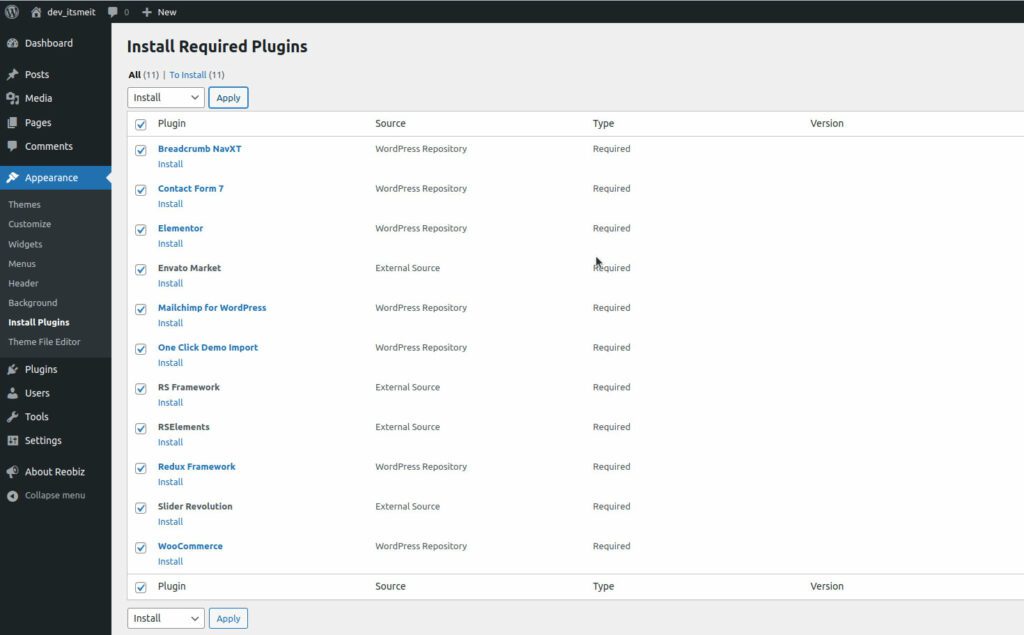 dev_itsmeit 0 New
Dashboard
Posts
Media
Pages
Comments
Appearance
Themes
Customize
Widgets
Menus
Header
Background
Install Plugins
Theme File Editor
Plugins
Users
Tools
Settings
About Reobiz
Collapse menu
Install Required Plugins
All (11) | To Install (11)
Install Apply
Plugin Source Type Version
Breadcrumb NavXT WordPress Repository Required
Install
Contact Form 7 WordPress Repository Required
Install
Elementor WordPress Repository Required
Install
Envato Market External Source Required
Install
Mailchimp for WordPress WordPress Repository Required
Install
One Click Demo Import WordPress Repository Required
Install
RS Framework External Source Required
Install
RSElements External Source Required
Install
Redux Framework WordPress Repository Required
Install
Slider Revolution External Source Required
Install
WooCommerce WordPress Repository Required
Install
Plugin Source Type Version
Install Apply